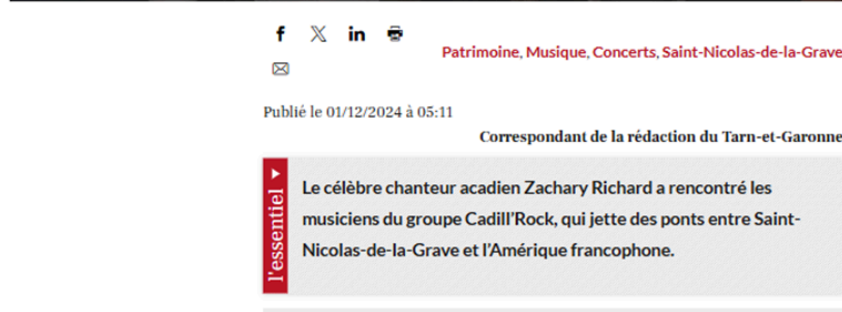 Patrimoine, Musique, Concerts, Saint-Nicolas-de-la-Grave
Publié le 01/12/2024 à 05:11
Correspondant de la rédaction du Tarn-et-Garonne
l'essentiel
Le célèbre chanteur acadien Zachary Richard a rencontré les
musiciens du groupe Cadill’Rock, qui jette des ponts entre Saint-
Nicolas-de-la-Grave et l’Amérique francophone.